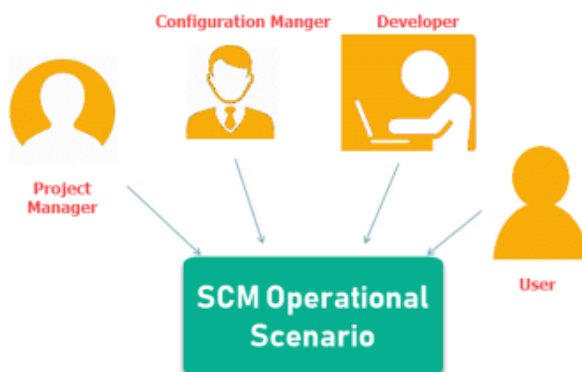 Configuration Manger
Developer
Project
Manager
User
SCM Operational
Scenario